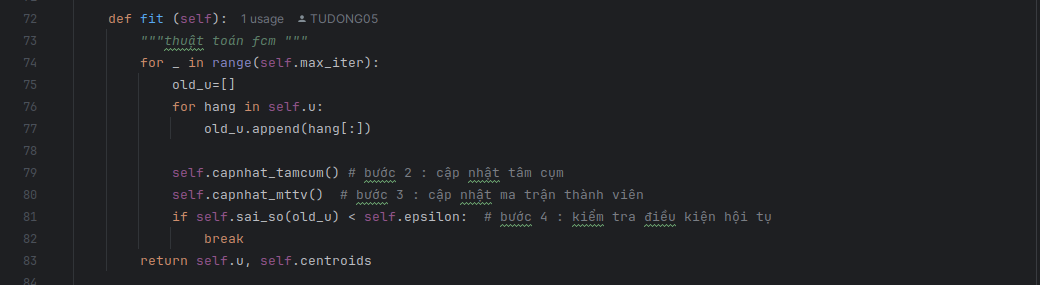 72 def fit (self): 1 usage TUDONG05
73 """thuật toán fcm """
74 for _ in range(self.max_iter):
75 old_u=[]
76 for hang in self.u:
77 old_u.append(hang[:])
78
79 self.capnhat_tamcum() # bước 2 : cập nhật tâm cụm
80 self.capnhat_mttv() # bước 3 : cập nhật ma trận thành viên
81 if self.sai_so(old_u) < self.epsilon: # bước 4 : kiểm tra điều kiện hội tụ
82 break
83 return self.u, self.centroids